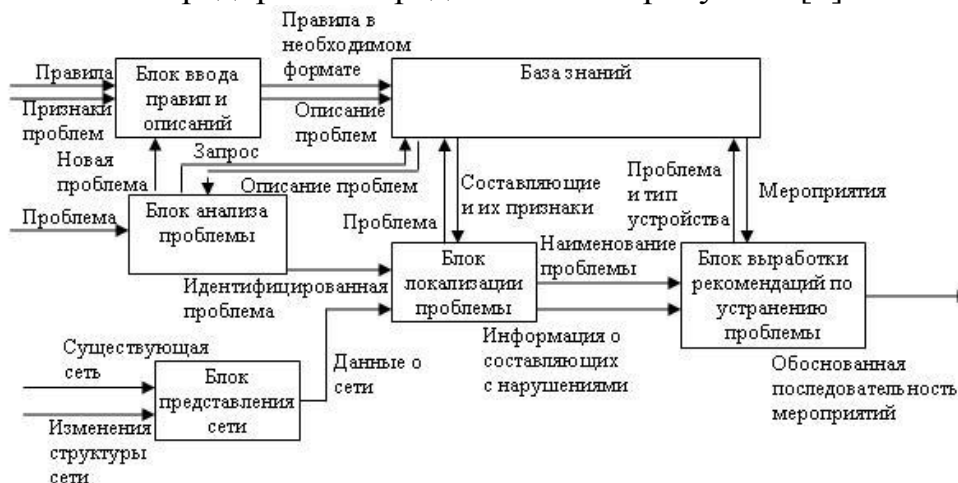 Правила в
необходимом
формате
Правила
Блок ввода
правил и
описаний
База знаний
Признаки
проблем
Описание
проблем
Новая
проблема
Запрос
Описание проблем
Проблема
Блок анализа
проблемы
Проблема
Составляющие
и их признаки
Проблема
и тип
устройства
Мероприятия
Идентифицированная
проблема
Блок
локализации
проблемы
Наименование
проблемы
Блок выработки
рекомендаций по
устранению
проблемы
Информация о
составляющих
с нарушениями
Обоснованная
последовательность
мероприятий
Существующая
сеть
Блок
представления
сети
Данные о
сети
Изменения
структуры
сети